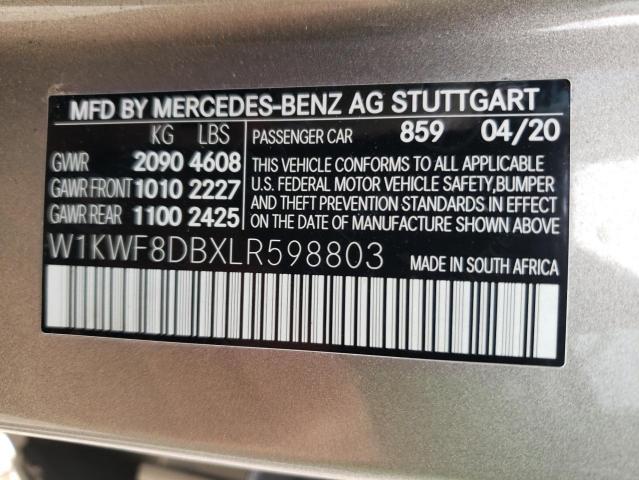 MFD BY MERCEDES-BENZ AG STUTTGART
KG LBS
GVWR 2090 4608
GAWR FRONT 1010 2227
GAWR REAR 1100 2425
PASSENGER CAR 859 04/20
THIS VEHICLE CONFORMS TO ALL APPLICABLE
U.S. FEDERAL MOTOR VEHICLE SAFETY,BUMPER
AND THEFT PREVENTION STANDARDS IN EFFECT
ON THE DATE OF MANUFACTURE SHOWN ABOVE
W1KWF8DBXLR598803 MADE IN SOUTH AFRICA